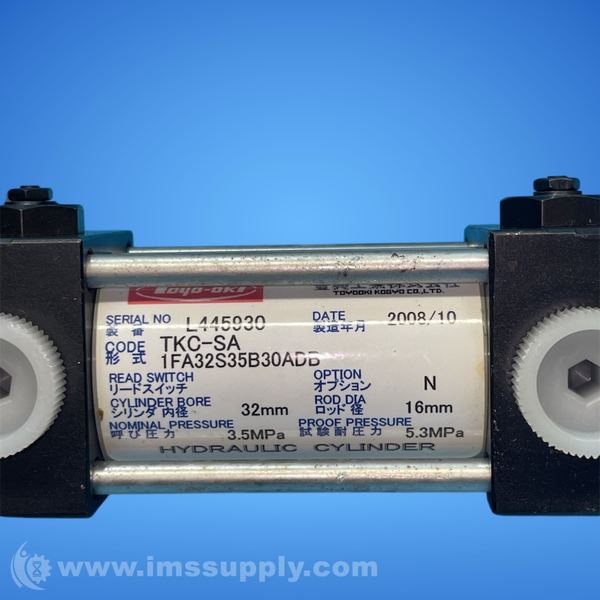 TOYO-OKI
TOYOOKI KOGYO CO.,LTD.
SERIAL NO L445930 DATE 2008/10
装番 製造年月
CODE TKC-SA
形式 1FA32S35B30ADB
READ SWITCH OPTION N
リードスイッチ オプション
CYLINDER BORE ROD DIA
シリンダ内径 32mm ロッド径 16mm
NOMINAL PRESSURE PROOF PRESSURE
呼び圧力 3.5MPa 試験耐圧力 5.3MPa
HYDRAULIC CYLINDER
www.imssupply.com